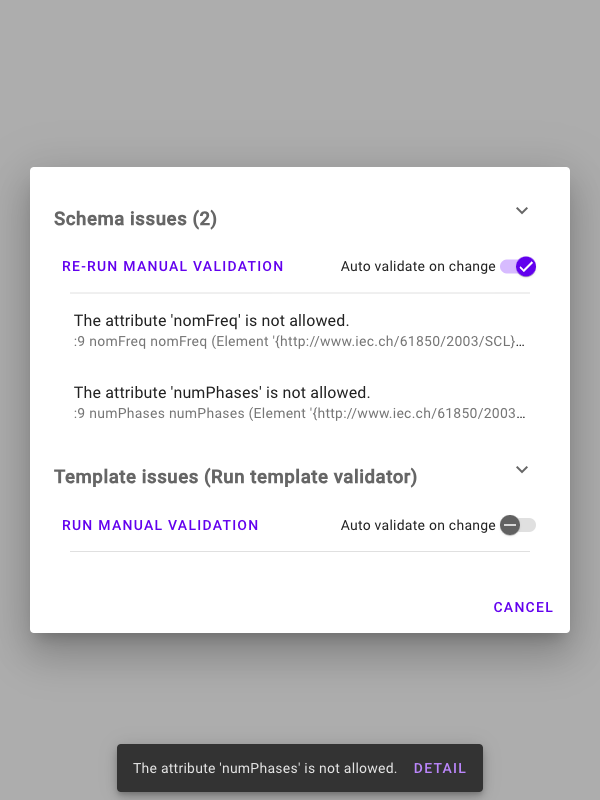 Schema issues (2)
RE-RUN MANUAL VALIDATION Auto validate on change
The attribute 'nomFreq' is not allowed.
:9 nomFreq nomFreq (Element '{http://www.iec.ch/61850/2003/SCL}...
The attribute 'numPhases' is not allowed.
:9 numPhases numPhases (Element '{http://www.iec.ch/61850/2003...
Template issues (Run template validator)
RUN MANUAL VALIDATION Auto validate on change
CANCEL
The attribute 'numPhases' is not allowed. DETAIL